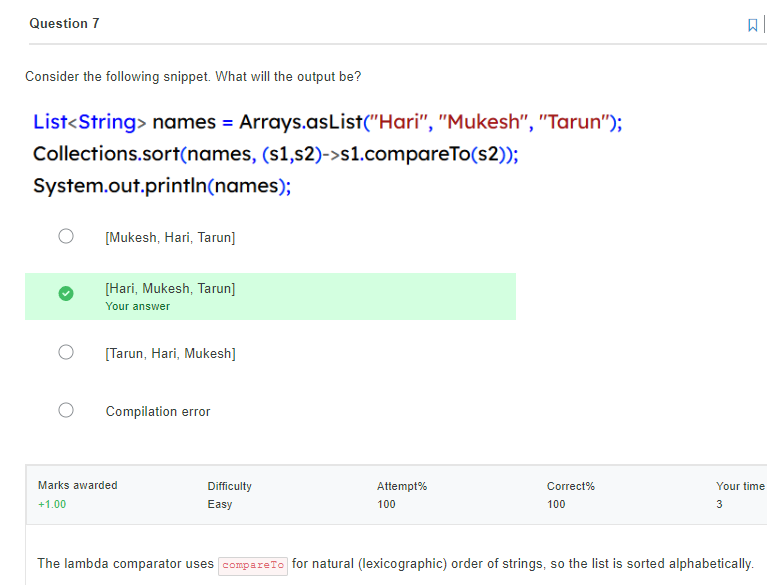 Question 7
Consider the following snippet. What will the output be?
List<String> names = Arrays.asList("Hari", "Mukesh", "Tarun");
Collections.sort(names, (s1,s2)->s1.compareTo(s2));
System.out.println(names);
[Mukesh, Hari, Tarun]
[Hari, Mukesh, Tarun]
Your answer
[Tarun, Hari, Mukesh]
Compilation error
Marks awarded Difficulty Attempt% Correct% Your time
+1.00 Easy 100 100 3
The lambda comparator uses compareTo for natural (lexicographic) order of strings, so the list is sorted alphabetically.